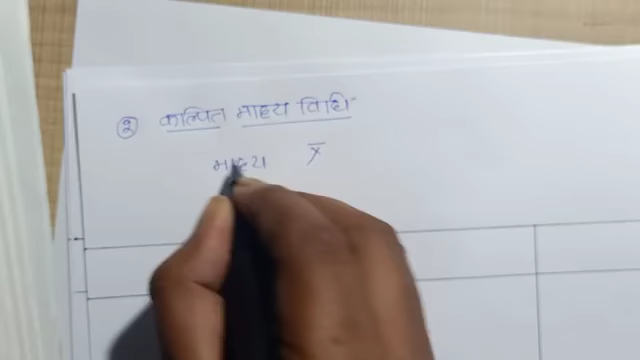 ② कल्पित माध्य विधि
माध्य x̄